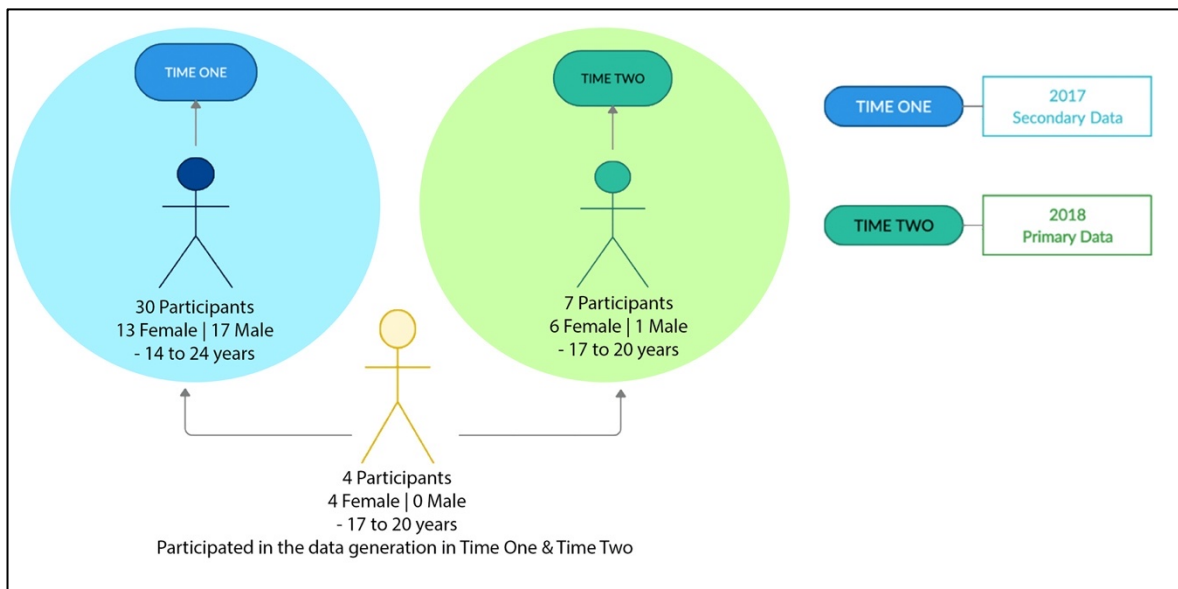 TIME ONE
30 Participants
13 Female | 17 Male
- 14 to 24 years
TIME TWO
7 Participants
6 Female | 1 Male
- 17 to 20 years
4 Participants
4 Female | 0 Male
- 17 to 20 years
Participated in the data generation in Time One & Time Two
TIME ONE
2017
Secondary Data
TIME TWO
2018
Primary Data